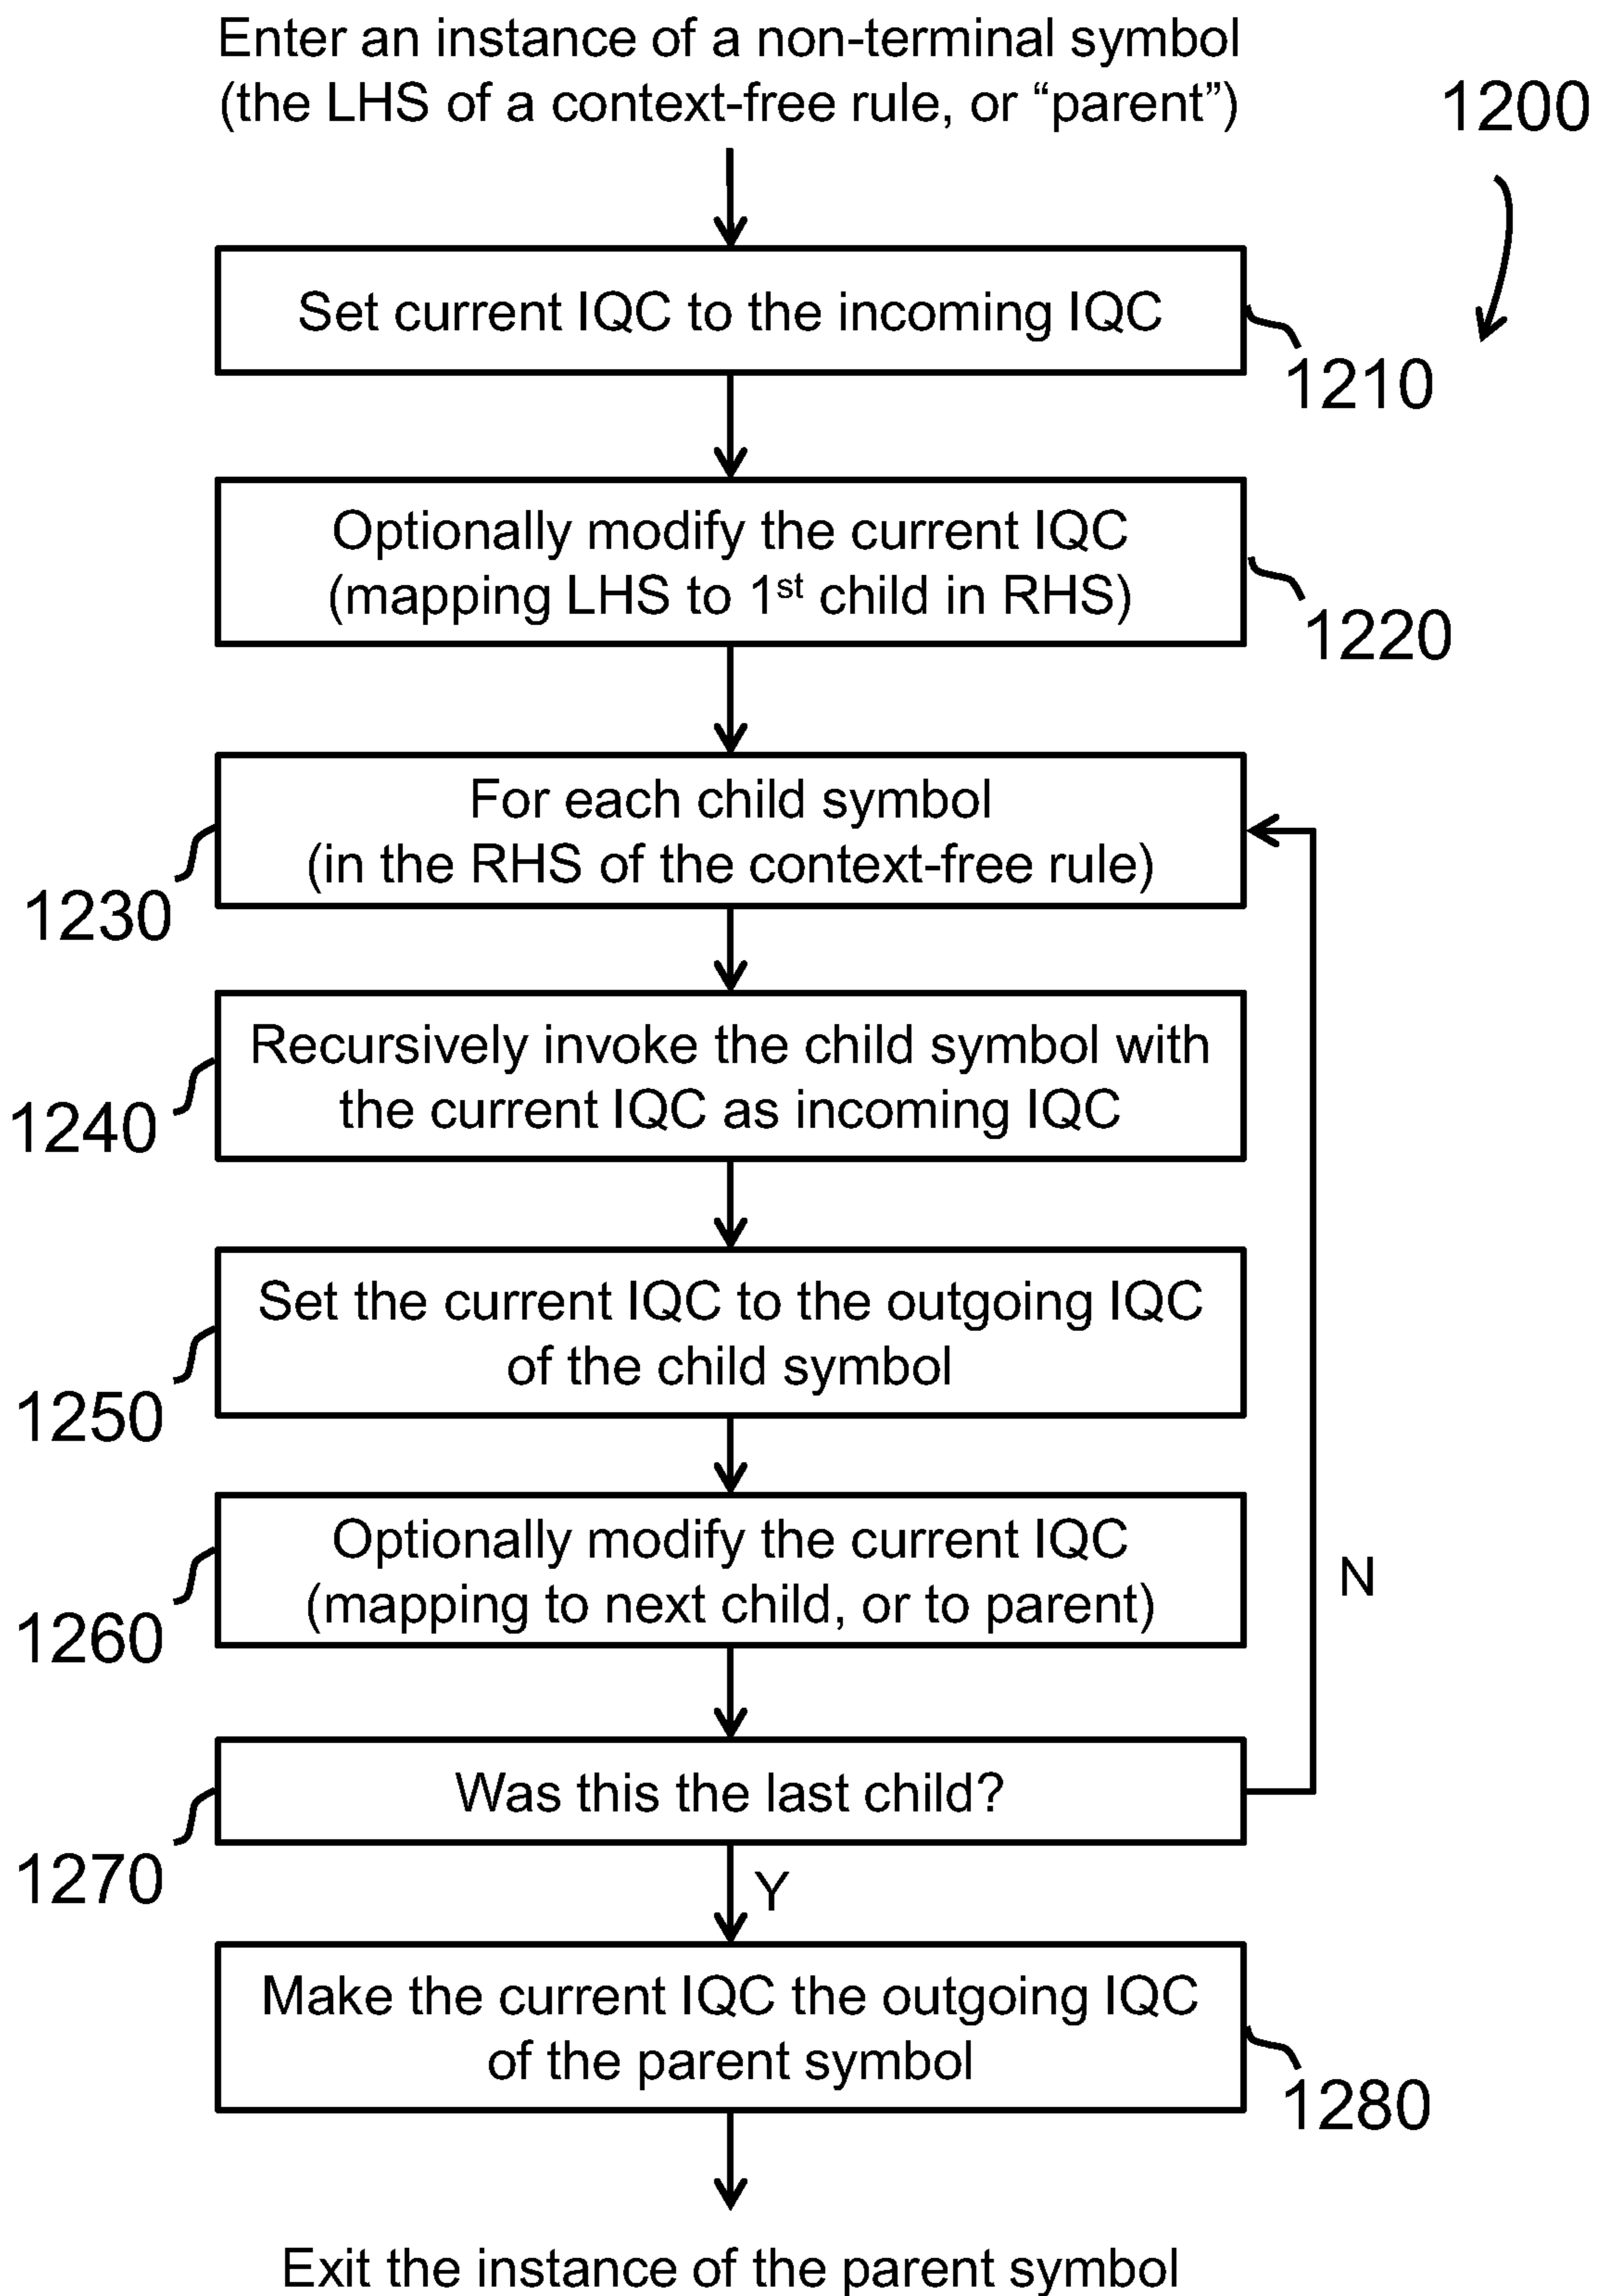 Enter an instance of a non-terminal symbol
(the LHS of a context-free rule, or “parent”)
1200
Set current IQC to the incoming IQC
1210
Optionally modify the current IQC
(mapping LHS to 1st child in RHS)
1220
For each child symbol
(in the RHS of the context-free rule)
1230
Recursively invoke the child symbol with
the current IQC as incoming IQC
1240
Set the current IQC to the outgoing IQC
of the child symbol
1250
Optionally modify the current IQC
(mapping to next child, or to parent)
N
1260
Was this the last child?
1270
Y
Make the current IQC the outgoing IQC
of the parent symbol
1280
Exit the instance of the parent symbol